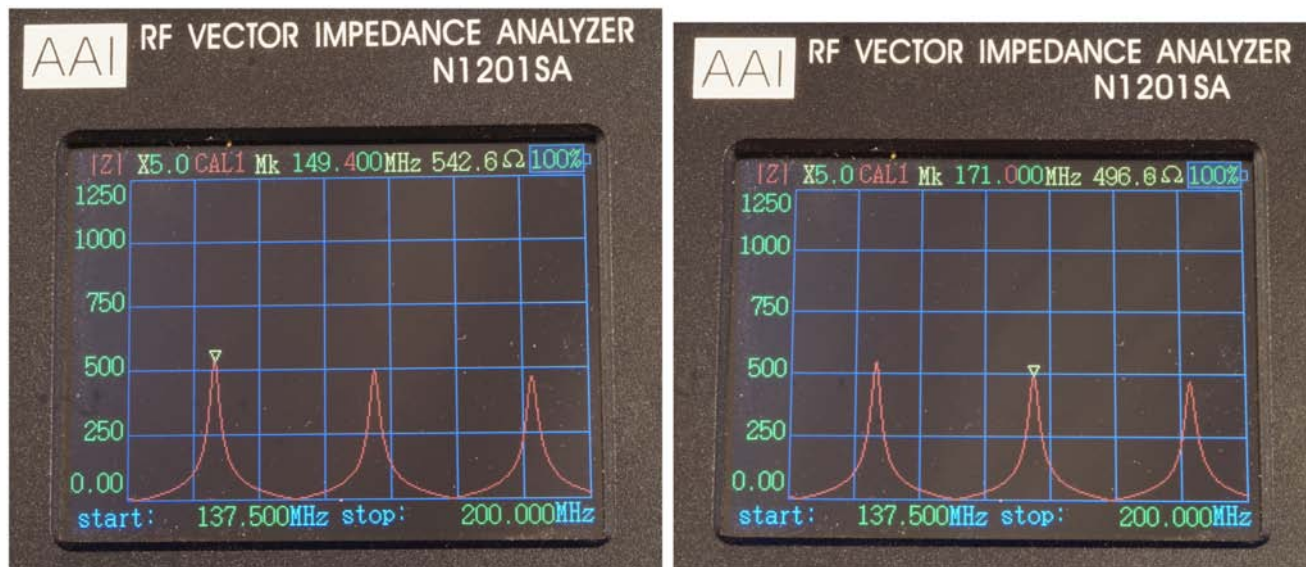 AAI RF VECTOR IMPEDANCE ANALYZER
N1201SA
|Z| X5.0 CAL1 Mk 149.400MHz 542.6Ω 100%
1250
1000
750
500
250
0.00
start: 137.500MHz stop: 200.000MHz
AAI RF VECTOR IMPEDANCE ANALYZER
N1201SA
|Z| X5.0 CAL1 Mk 171.000MHz 496.6Ω 100%
1250
1000
750
500
250
0.00
start: 137.500MHz stop: 200.000MHz